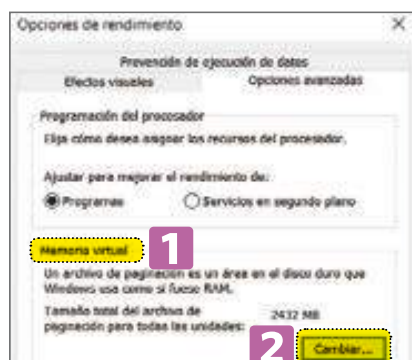 Opciones de rendimiento
Prevención de ejecución de datos
Efectos visuales
Opciones avanzadas
Programación del procesador
Elija cómo desea asignar los recursos del procesador.
Ajustar para mejorar el rendimiento de:
Programas
Servicios en segundo plano
Memoria virtual
1
Un archivo de paginación es un área en el disco duro que
Windows usa como si fuese RAM.
Tamaño total del archivo de
paginación para todas las unidades:
2432 MB
2
Cambiar...